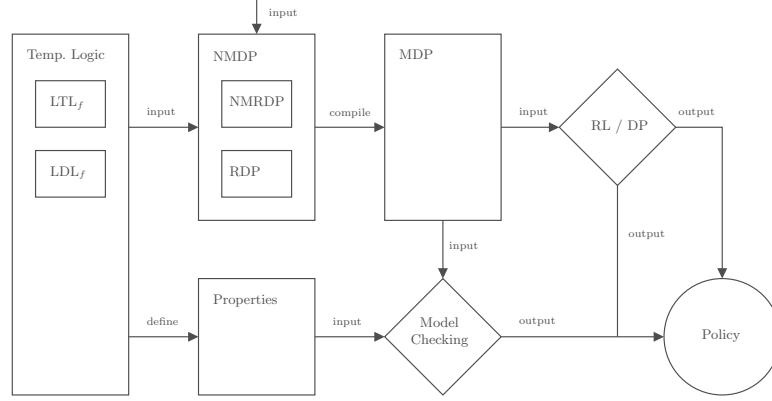 input
Temp. Logic
NMDP
MDP
LTL_f
NMRDP
input
compile
input
RL / DP
output
LDL_f
RDP
output
input
Properties
define
input
Model
Checking
output
Policy